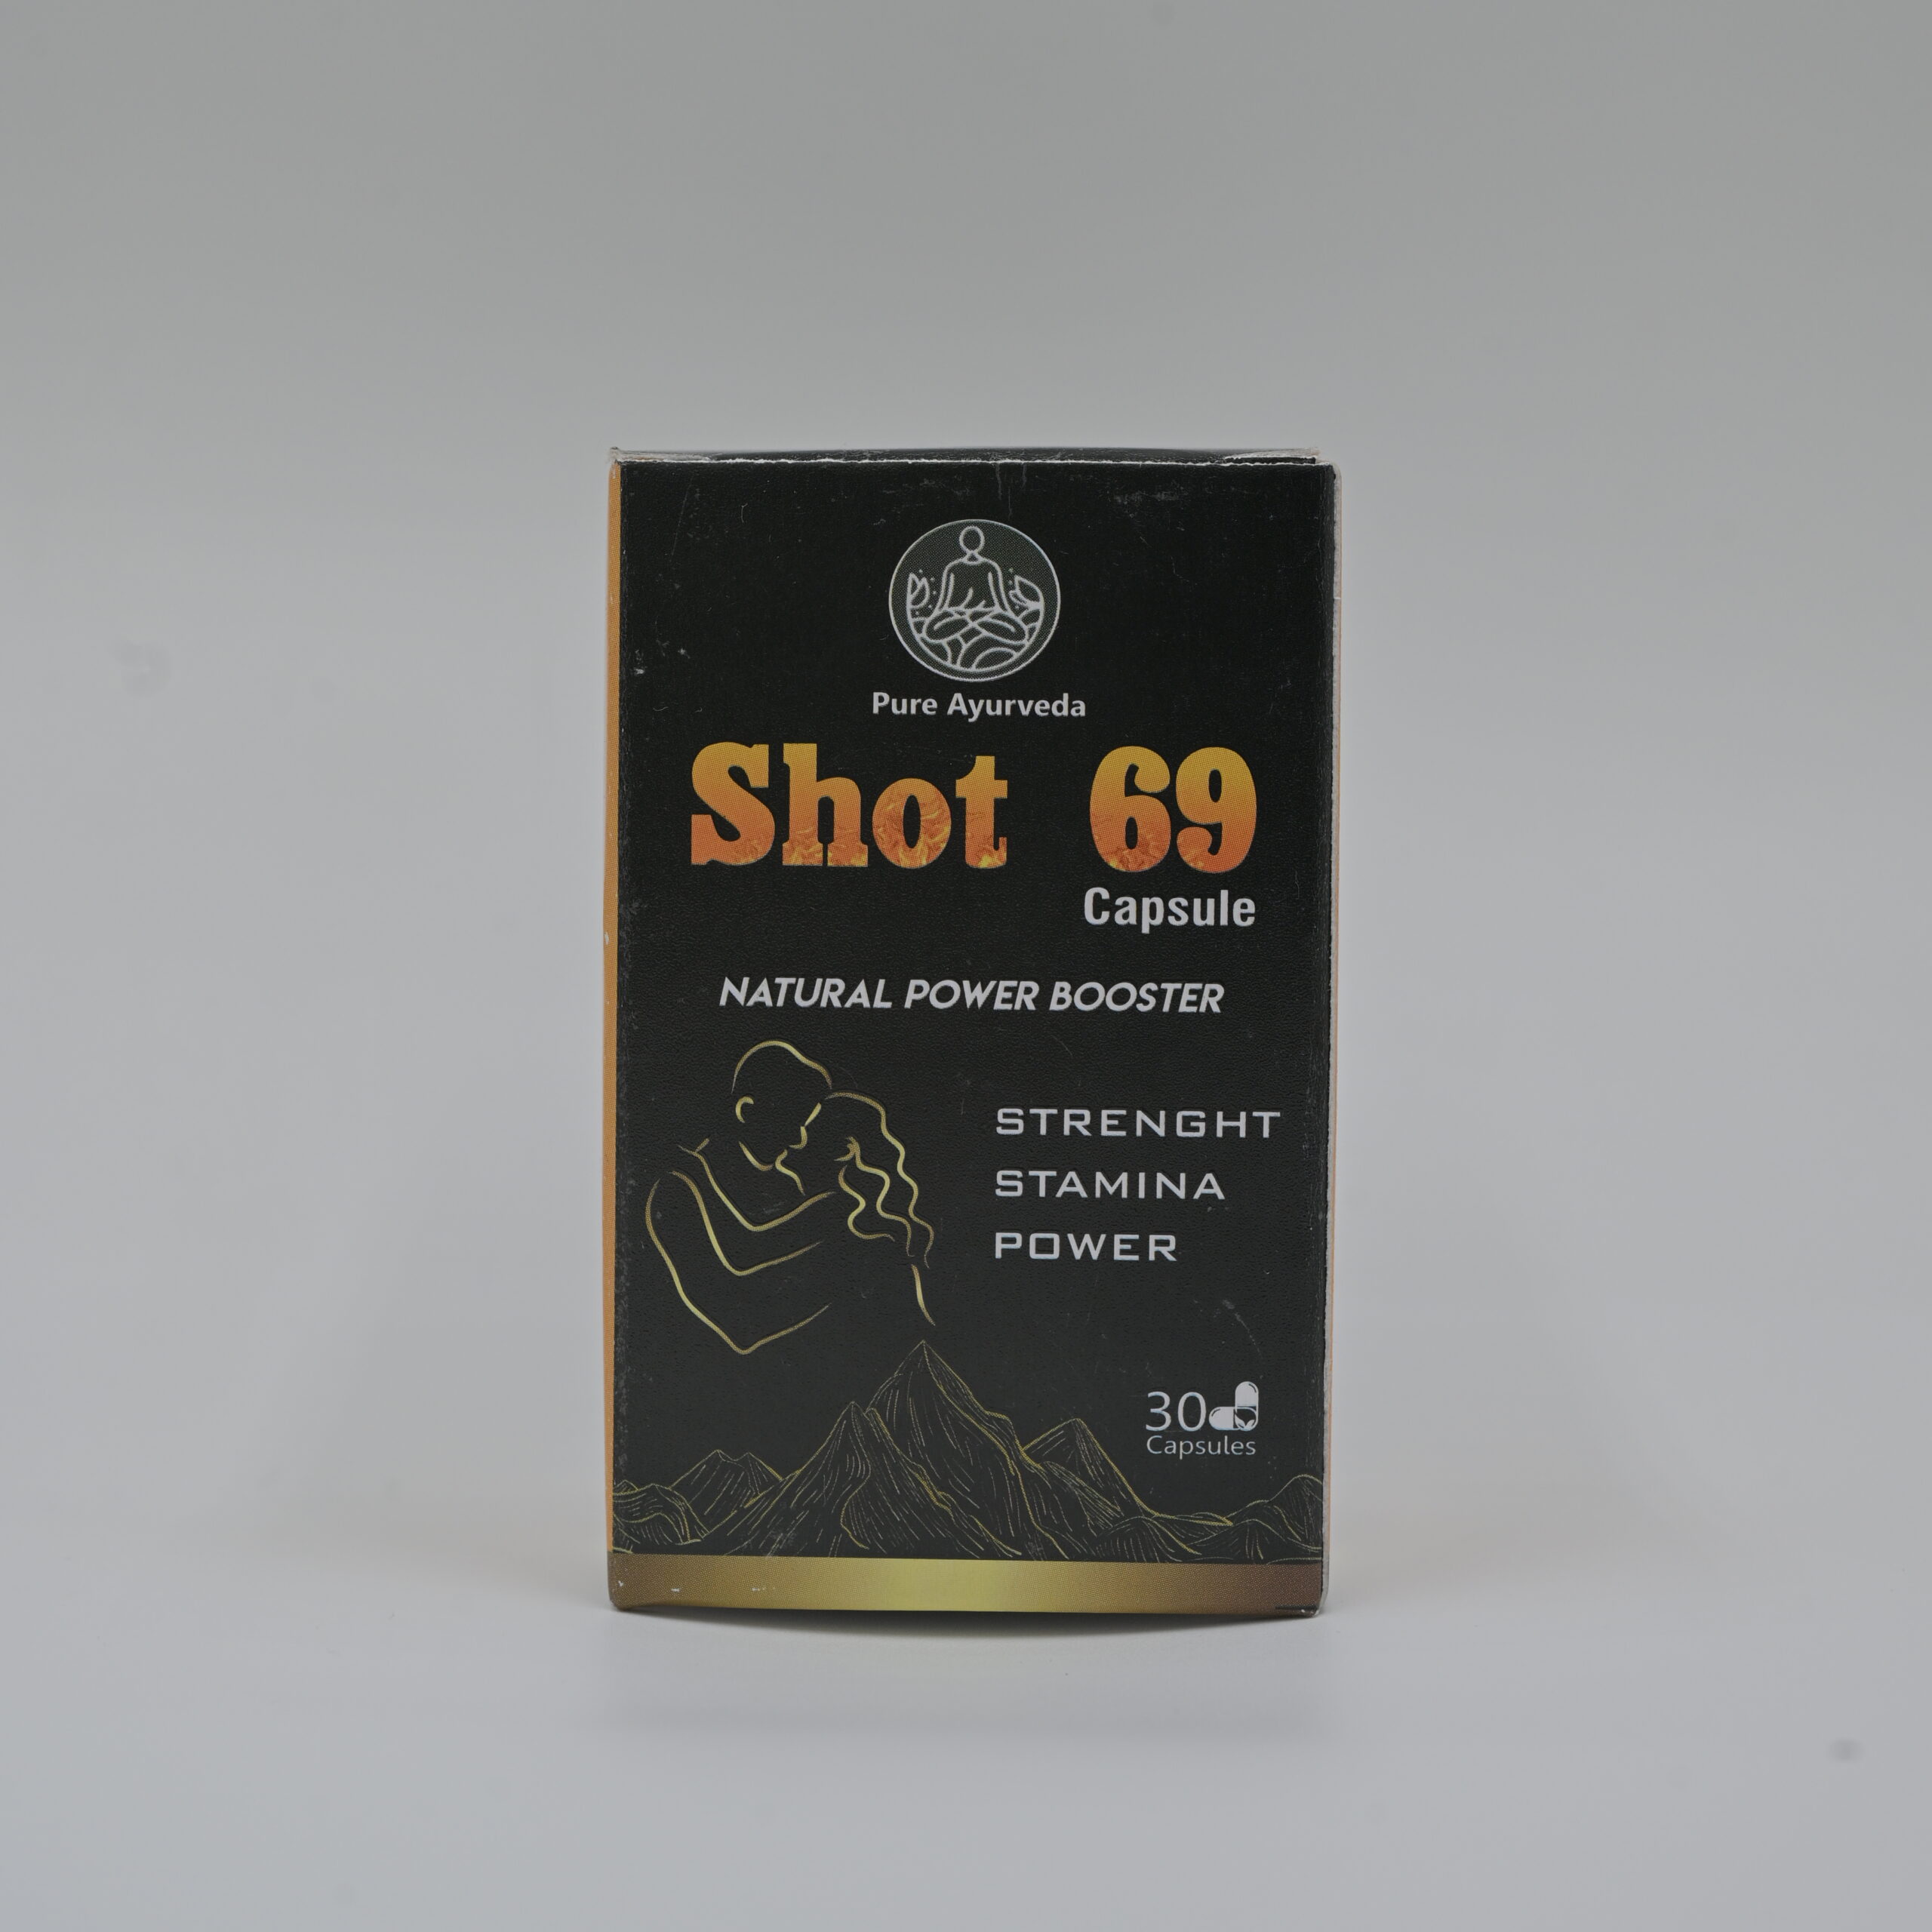 Pure Ayurveda
Shot 69
Capsule
NATURAL POWER BOOSTER
STRENGHT
STAMINA
POWER
30
Capsules